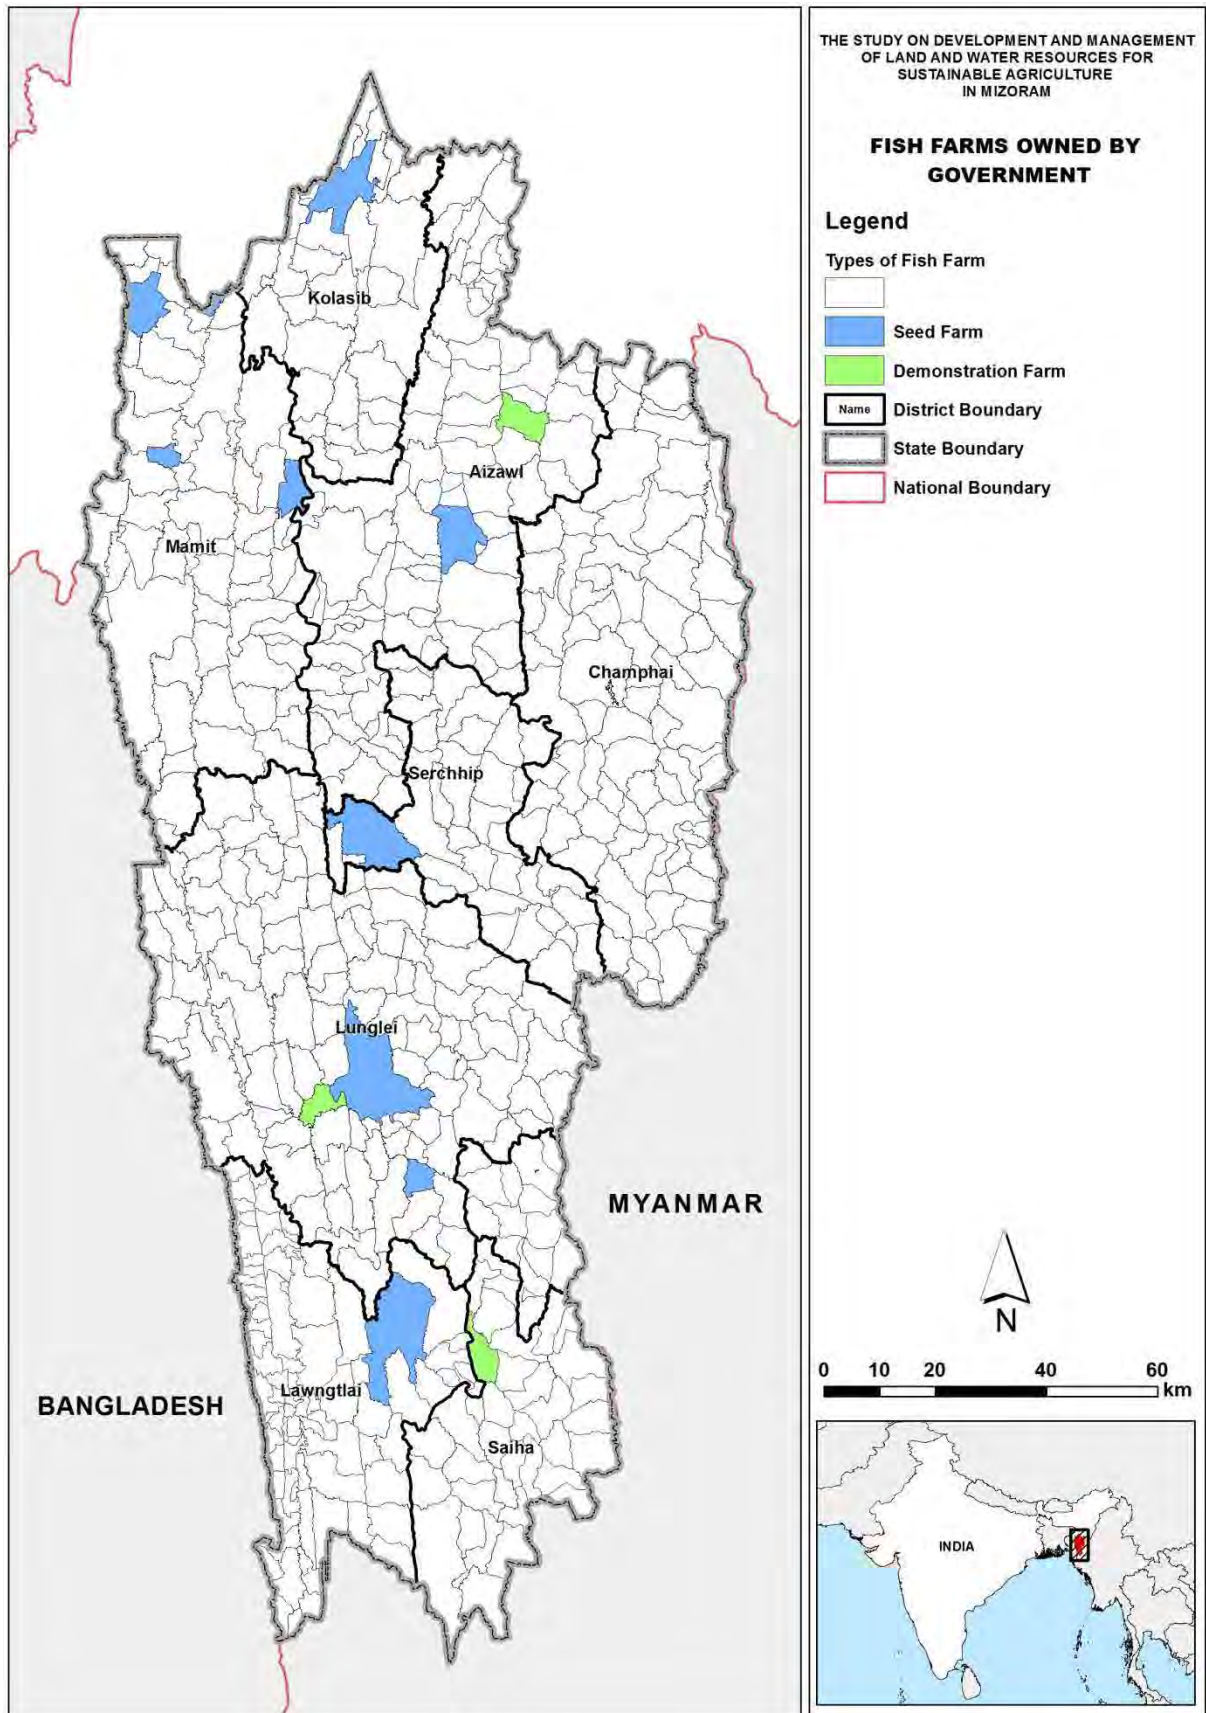 THE STUDY ON DEVELOPMENT AND MANAGEMENT
OF LAND AND WATER RESOURCES FOR
SUSTAINABLE AGRICULTURE
IN MIZORAM
FISH FARMS OWNED BY
GOVERNMENT
Legend
Types of Fish Farm
Seed Farm
Demonstration Farm
Name District Boundary
State Boundary
National Boundary
Kolasib
Aizawl
Mamit
Champhai
Serchhip
Lunglei
MYANMAR
Lawngtlai
BANGLADESH
Saiha
N
0 10 20 40 60
km
INDIA